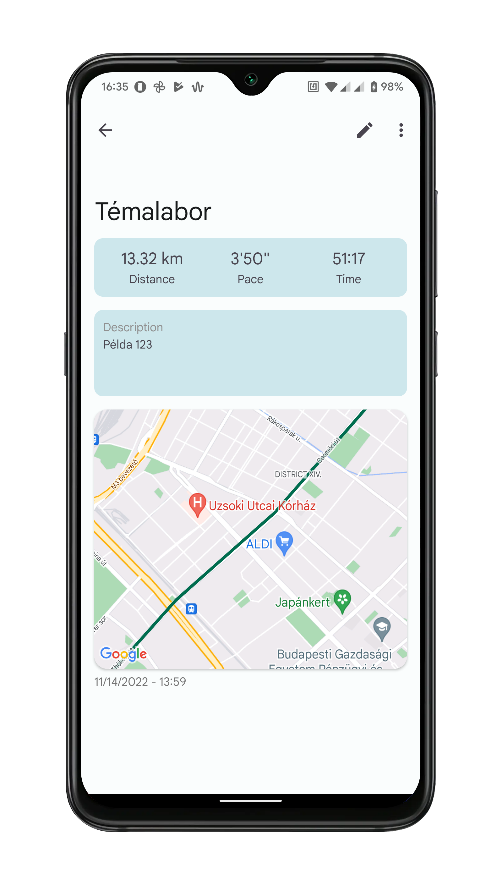 16:35
98%
Témalabor
13.32 km
3'50''
51:17
Distance
Pace
Time
Description
Példa 123
Rákospatak u.
DISTRICT XIV.
Uzsoki Utcai Kórház
ALDI
Japánkert
Budapesti Gazdasági
Egyetem Pénzügyi és
Google
11/14/2022 - 13:59